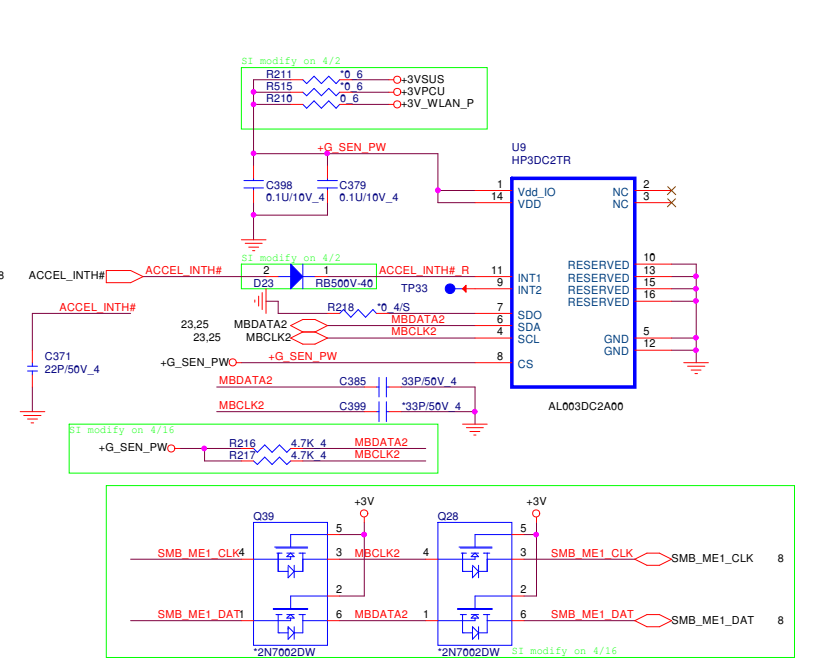 SI modify on 4/2
R211 *0_6 +3VSUS
R515 *0_6 +3VPCU
R210 0_6 +3V_WLAN_P
+G_SEN_PW
U9
HP3DC2TR
C398 C379
0.1U/10V_4 0.1U/10V_4
1 Vdd_IO NC 2
14 VDD NC 3
SI modify on 4/2
8 ACCEL_INTH# ACCEL_INTH# 2 1 ACCEL_INTH#_R 11 INT1
D23 RB500V-40
TP33 9 INT2
RESERVED 10
RESERVED 13
RESERVED 15
RESERVED 16
ACCEL_INTH#
R218 *0_4/S 7 SDO
23,25 MBDATA2 MBDATA2 6 SDA
23,25 MBCLK2 MBCLK2 4 SCL
GND 5
GND 12
C371
22P/50V_4
+G_SEN_PW +G_SEN_PW 8 CS
MBDATA2 C385 33P/50V_4
MBCLK2 C399 *33P/50V_4
AL003DC2A00
SI modify on 4/16
+G_SEN_PW R216 4.7K_4 MBDATA2
R217 4.7K_4 MBCLK2
+3V +3V
Q39 Q28
5 5
SMB_ME1_CLK 4 3 MBCLK2 4 3 SMB_ME1_CLK SMB_ME1_CLK 8
2 2
SMB_ME1_DAT 1 6 MBDATA2 1 6 SMB_ME1_DAT SMB_ME1_DAT 8
*2N7002DW *2N7002DW SI modify on 4/16